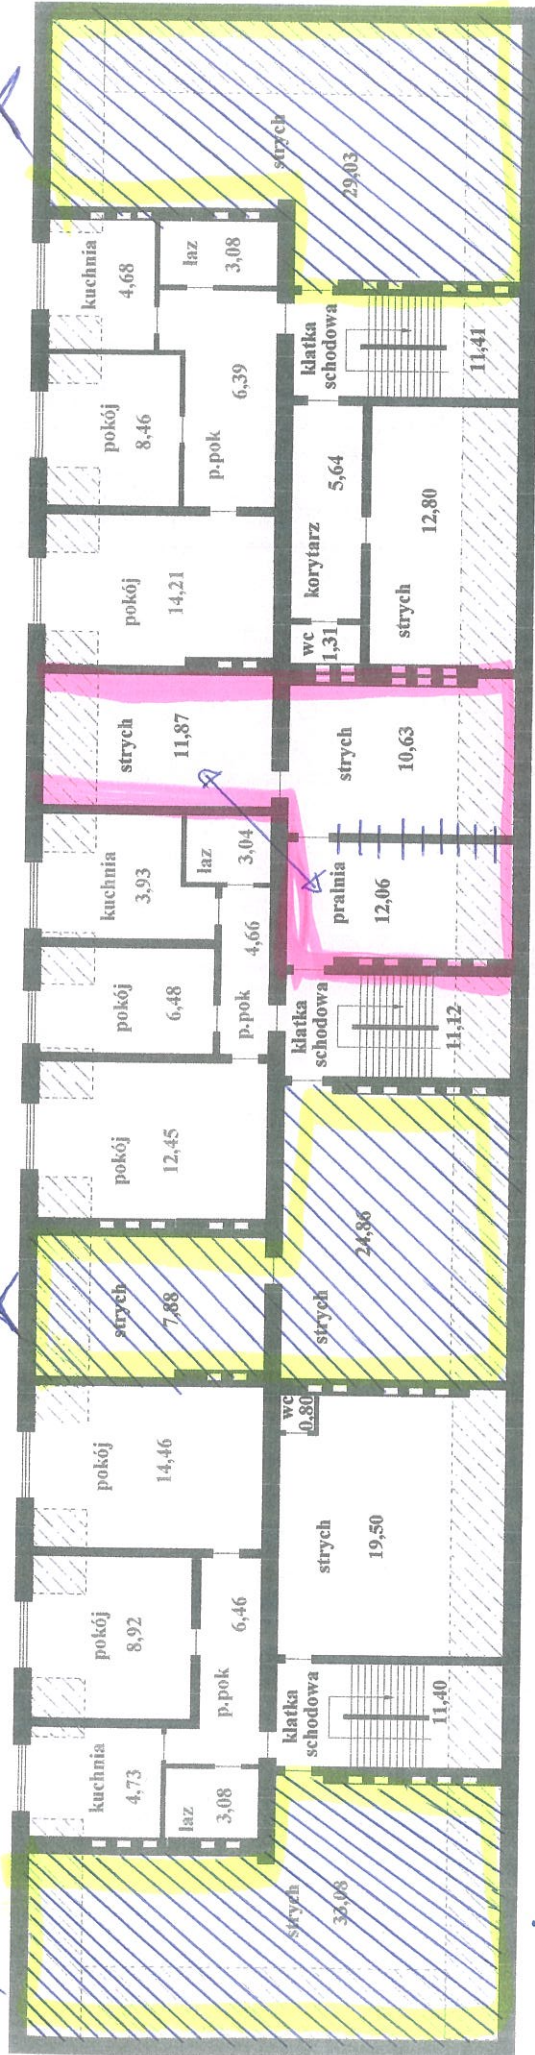 strych
33,08
kuchnia
4,73
łaz
3,08
pokój
8,92
p.pok
6,46
pokój
14,46
klatka
schodowa
11,40
strych
19,50
wc
0,80
strych
7,88
strych
24,86
pokój
12,45
pokój
6,48
kuchnia
3,93
łaz
3,04
p.pok
4,66
klatka
schodowa
11,12
pralnia
12,06
strych
11,87
strych
10,63
pokój
14,21
pokój
8,46
kuchnia
4,68
łaz
3,08
p.pok
6,39
wc
1,31
korytarz
5,64
strych
12,80
klatka
schodowa
11,41
strych
29,03